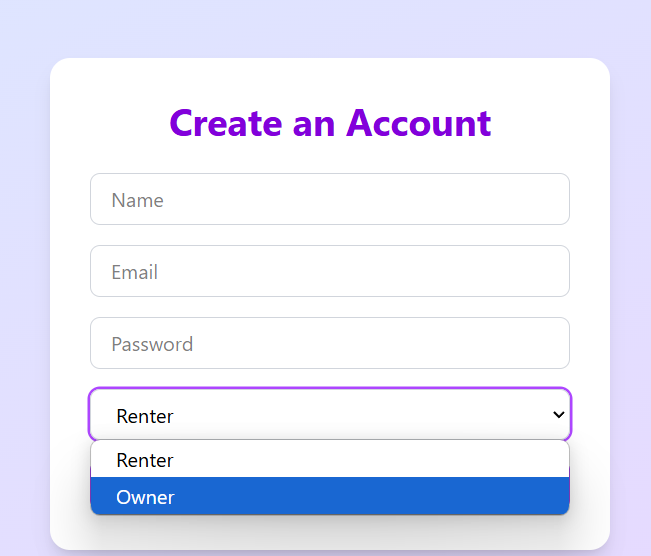 Create an Account
Name
Email
Password
Renter
Renter
Owner